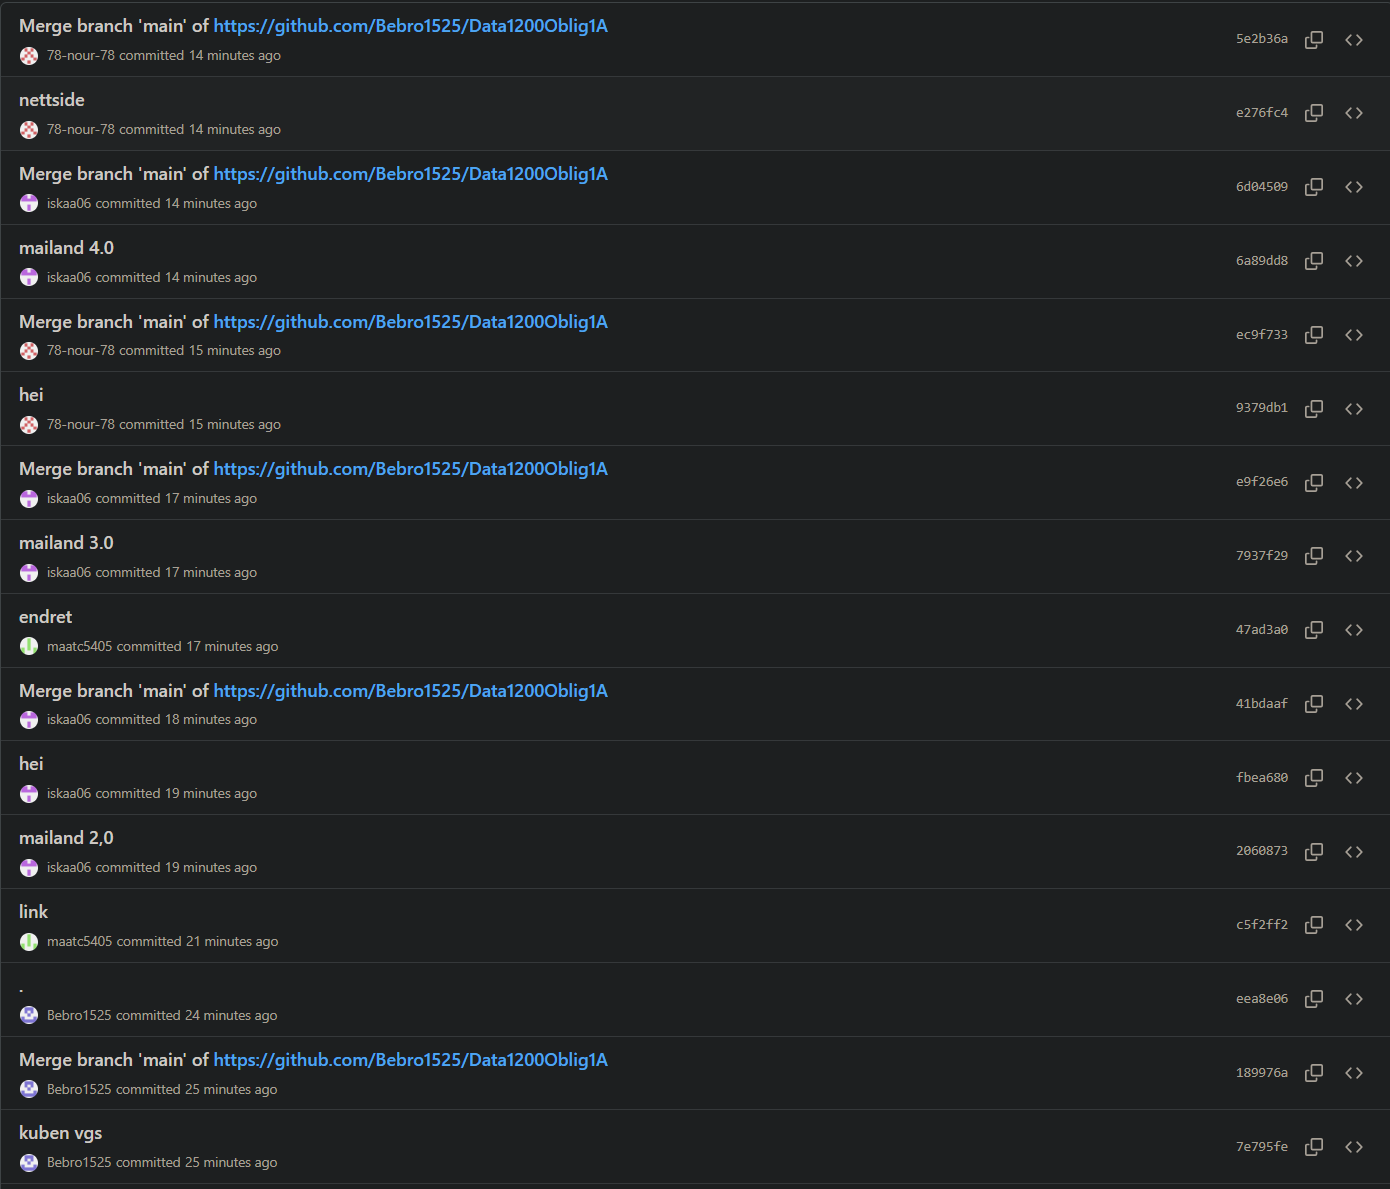 Merge branch 'main' of https://github.com/Bebro1525/Data1200Oblig1A
5e2b36a
78-nour-78 committed 14 minutes ago
nettside
e276fc4
78-nour-78 committed 14 minutes ago
Merge branch 'main' of https://github.com/Bebro1525/Data1200Oblig1A
6d04509
iskaa06 committed 14 minutes ago
mailand 4.0
6a89dd8
iskaa06 committed 14 minutes ago
Merge branch 'main' of https://github.com/Bebro1525/Data1200Oblig1A
ec9f733
78-nour-78 committed 15 minutes ago
hei
9379db1
78-nour-78 committed 15 minutes ago
Merge branch 'main' of https://github.com/Bebro1525/Data1200Oblig1A
e9f26e6
iskaa06 committed 17 minutes ago
mailand 3.0
7937f29
iskaa06 committed 17 minutes ago
endret
47ad3a0
maatc5405 committed 17 minutes ago
Merge branch 'main' of https://github.com/Bebro1525/Data1200Oblig1A
41bdaaf
iskaa06 committed 18 minutes ago
hei
fbea680
iskaa06 committed 19 minutes ago
mailand 2,0
2060873
iskaa06 committed 19 minutes ago
link
c5f2ff2
maatc5405 committed 21 minutes ago
.
eea8e06
Bebro1525 committed 24 minutes ago
Merge branch 'main' of https://github.com/Bebro1525/Data1200Oblig1A
189976a
Bebro1525 committed 25 minutes ago
kuben vgs
7e795fe
Bebro1525 committed 25 minutes ago